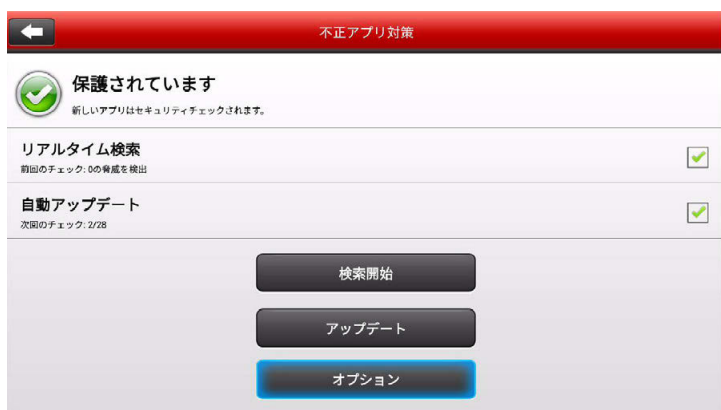 不正アプリ対策
保護されています
新しいアプリはセキュリティチェックされます。
リアルタイム検索
前回のチェック: 0の脅威を検出
自動アップデート
次回のチェック: 2/28
検索開始
アップデート
オプション